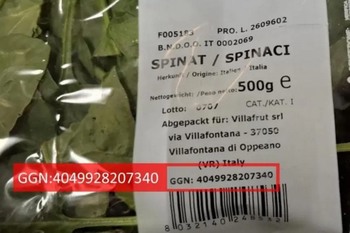 F005183 PRO. L. 2609602
B.N.O.O.O. IT 0002069
SPINAT / SPINACI
Herkunft / Origine: Italien - Italia
Nettogewicht: /Peso netto: 500g e
Lotto: 0707 CAT./KAT. I
Abgepackt für: Villafrut srl
via Villafontana - 37050
Villafontana di Oppeano
(VR) Italy
GGN:4049928207340
GGN: 4049928207340